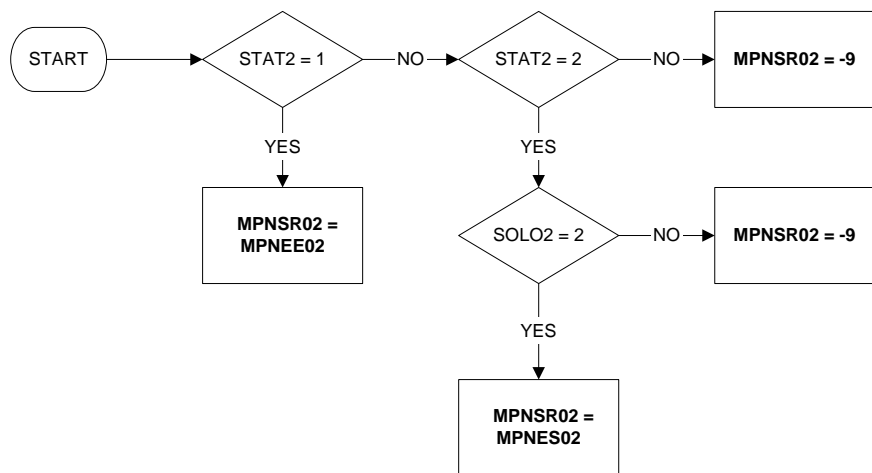 START
STAT2 = 1
NO
STAT2 = 2
NO
MPNSR02 = -9
YES
YES
MPNSR02 =
MPNEE02
SOLO2 = 2
NO
MPNSR02 = -9
YES
MPNSR02 =
MPNES02